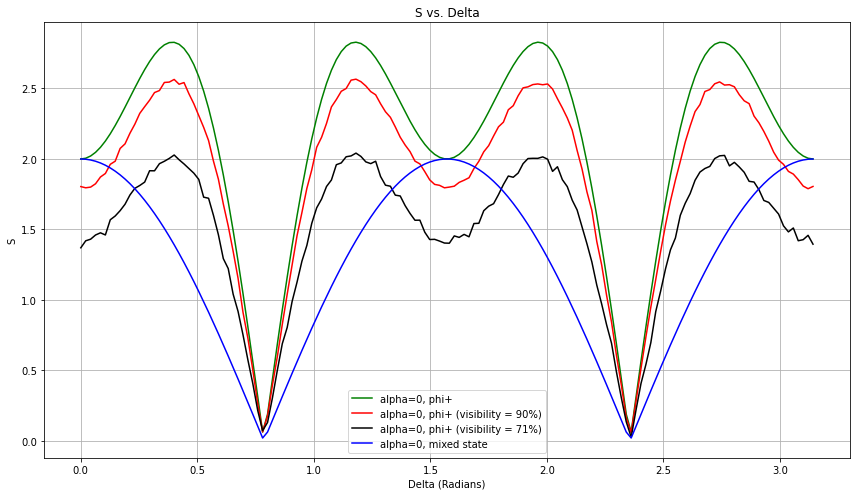 S vs. Delta
S
2.5
2.0
1.5
1.0
0.5
0.0
0.0 0.5 1.0 1.5 2.0 2.5 3.0
Delta (Radians)
alpha=0, phi+
alpha=0, phi+ (visibility = 90%)
alpha=0, phi+ (visibility = 71%)
alpha=0, mixed state